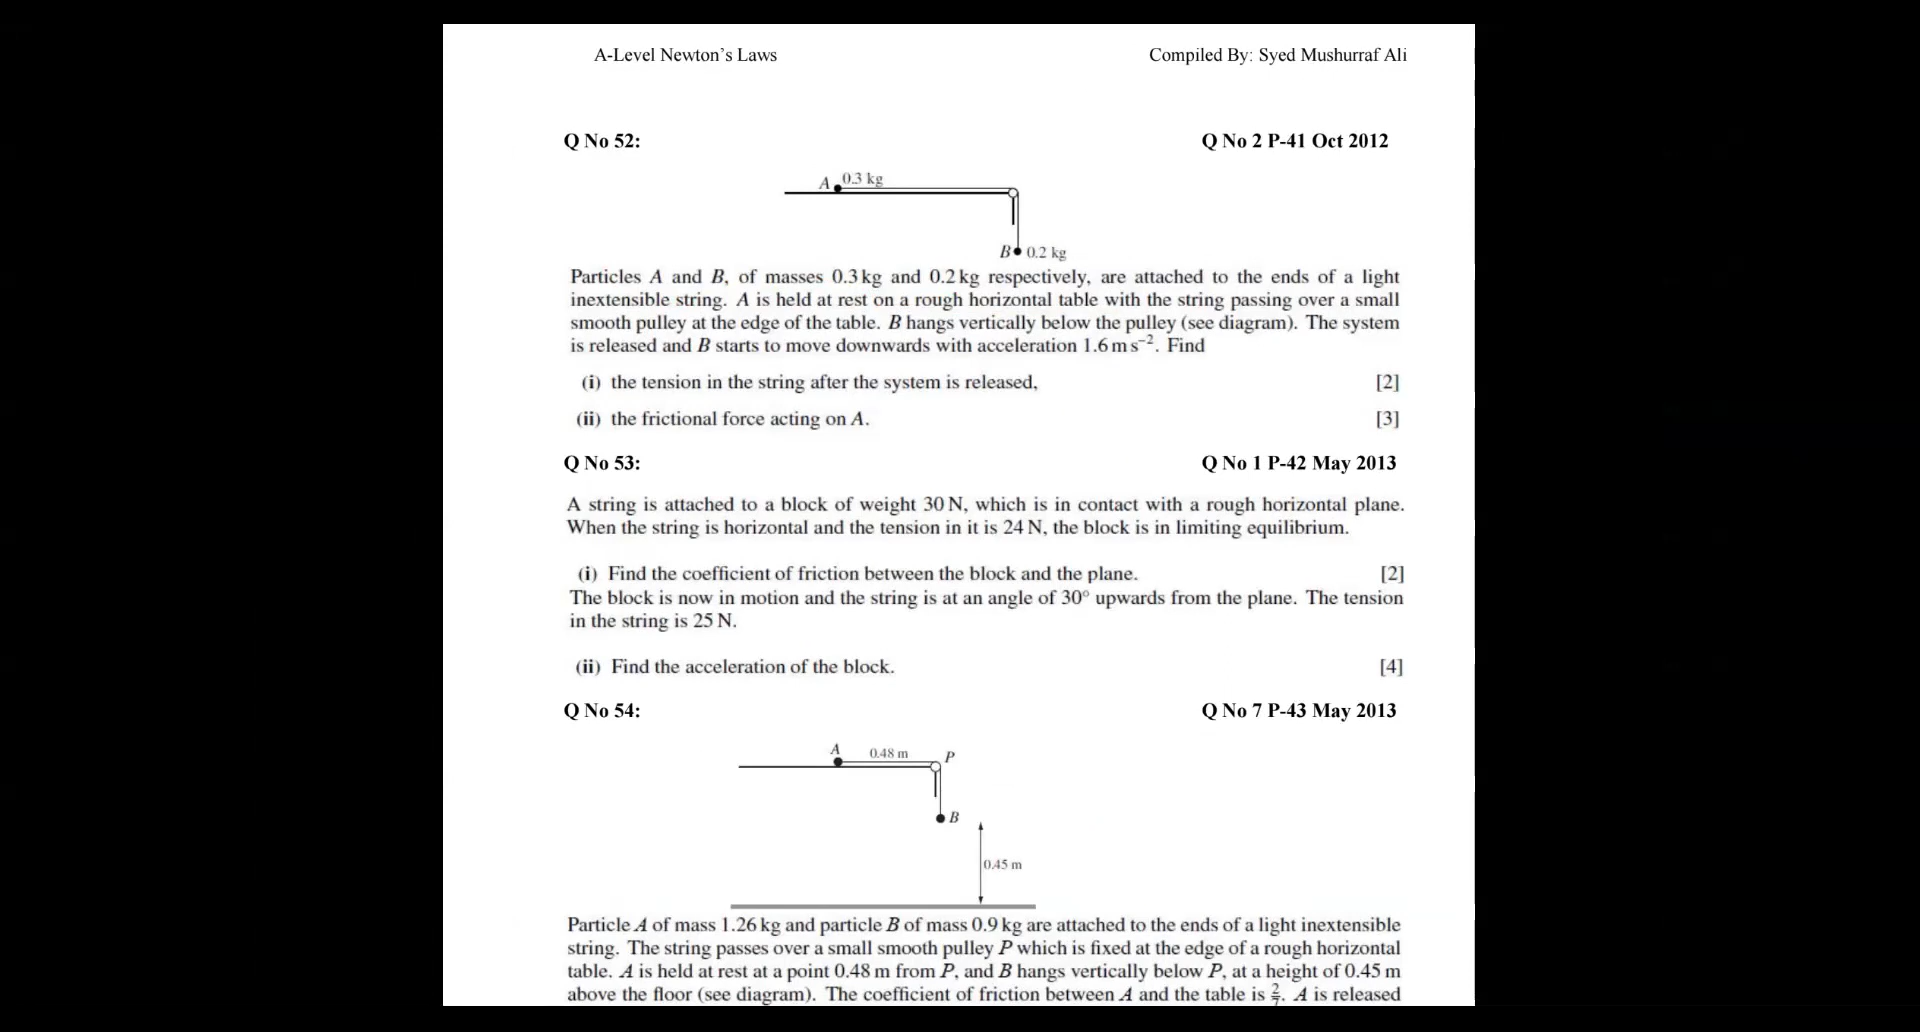 A-Level Newton's Laws Compiled By: Syed Mushurraf Ali
Q No 52: Q No 2 P-41 Oct 2012
A 0.3 kg
B 0.2 kg
Particles A and B, of masses 0.3 kg and 0.2 kg respectively, are attached to the ends of a light
inextensible string. A is held at rest on a rough horizontal table with the string passing over a small
smooth pulley at the edge of the table. B hangs vertically below the pulley (see diagram). The system
is released and B starts to move downwards with acceleration 1.6 m s⁻². Find
(i) the tension in the string after the system is released, [2]
(ii) the frictional force acting on A. [3]
Q No 53: Q No 1 P-42 May 2013
A string is attached to a block of weight 30 N, which is in contact with a rough horizontal plane.
When the string is horizontal and the tension in it is 24 N, the block is in limiting equilibrium.
(i) Find the coefficient of friction between the block and the plane. [2]
The block is now in motion and the string is at an angle of 30° upwards from the plane. The tension
in the string is 25 N.
(ii) Find the acceleration of the block. [4]
Q No 54: Q No 7 P-43 May 2013
A 0.48 m P
B
0.45 m
Particle A of mass 1.26 kg and particle B of mass 0.9 kg are attached to the ends of a light inextensible
string. The string passes over a small smooth pulley P which is fixed at the edge of a rough horizontal
table. A is held at rest at a point 0.48 m from P, and B hangs vertically below P, at a height of 0.45 m
above the floor (see diagram). The coefficient of friction between A and the table is 2/7. A is released